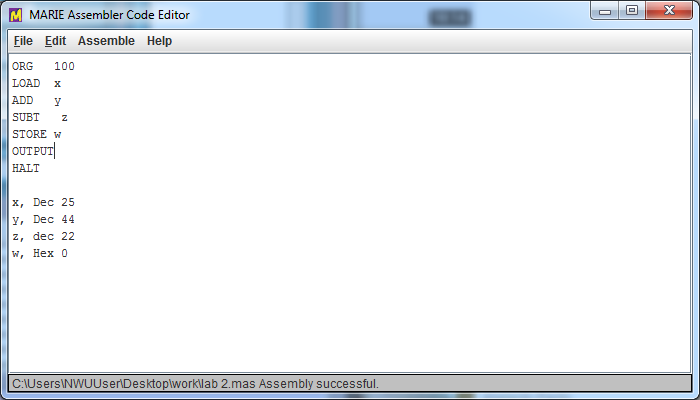 MARIE Assembler Code Editor
File Edit Assemble Help
ORG   100
LOAD  x
ADD   y
SUBT   z
STORE w
OUTPUT
HALT
x, Dec 25
y, Dec 44
z, dec 22
w, Hex 0
C:\Users\NWUUser\Desktop\work\lab 2.mas Assembly successful.